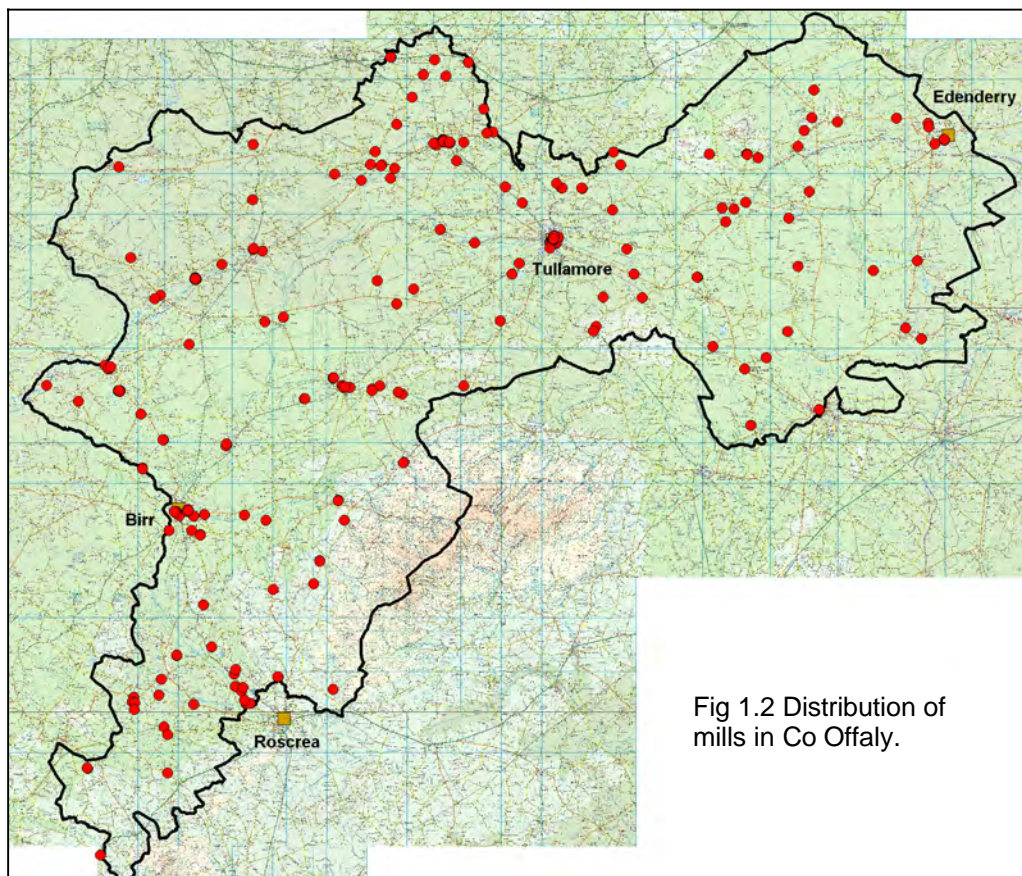 Edenderry
Tullamore
Birr
Roscrea
Fig 1.2 Distribution of
mills in Co Offaly.